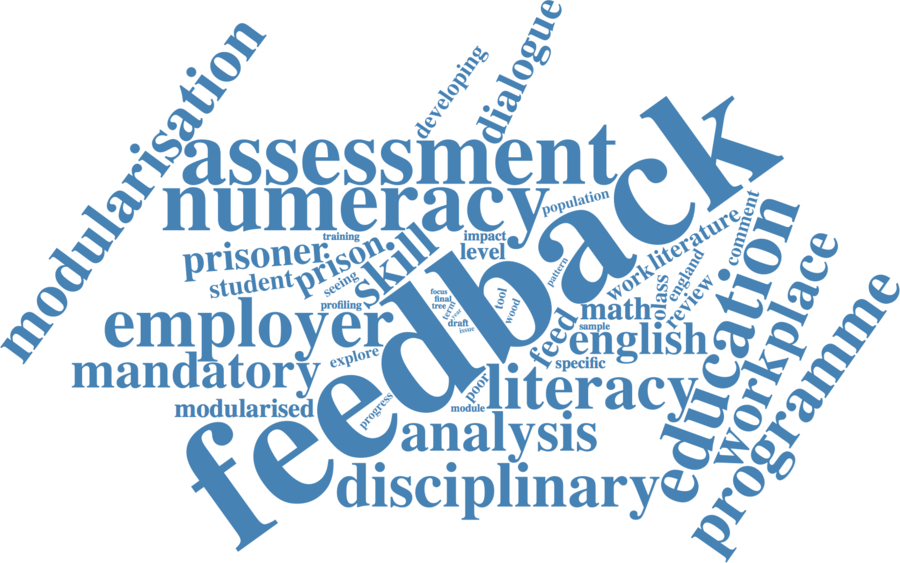 modularisation
developing
dialogue
assessment
numeracy
feedback
population
training
prisoner
prison
skill
impact
level
student
seeing
profiling
pattern
work
literature
comment
england
class
review
math
sample
english
feed
specific
education
workplace
programme
employer
mandatory
explore
modularised
progress
focus
final
tree
term
year
draft
issue
tool
wood
poor
module
literacy
analysis
disciplinary